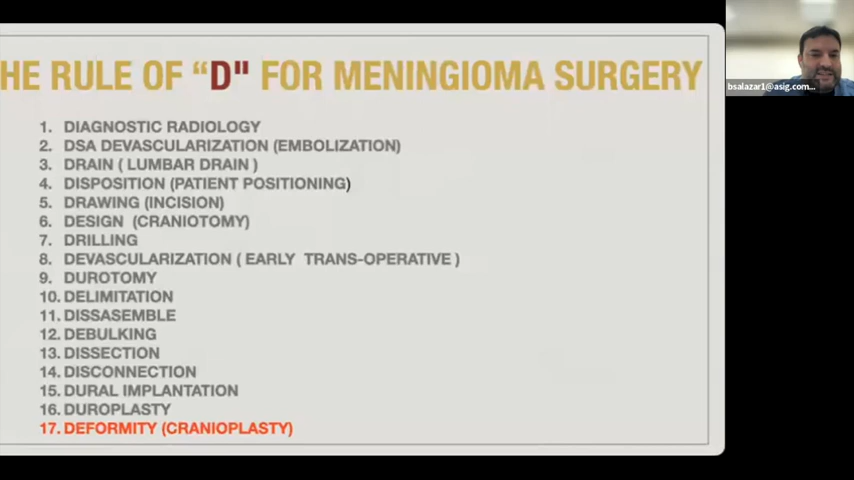 HE RULE OF “D" FOR MENINGIOMA SURGERY
bsalazar1@asig.com...
1. DIAGNOSTIC RADIOLOGY
2. DSA DEVASCULARIZATION (EMBOLIZATION)
3. DRAIN ( LUMBAR DRAIN )
4. DISPOSITION (PATIENT POSITIONING)
5. DRAWING (INCISION)
6. DESIGN (CRANIOTOMY)
7. DRILLING
8. DEVASCULARIZATION ( EARLY TRANS-OPERATIVE )
9. DUROTOMY
10. DELIMITATION
11. DISSASEMBLE
12. DEBULKING
13. DISSECTION
14. DISCONNECTION
15. DURAL IMPLANTATION
16. DUROPLASTY
17. DEFORMITY (CRANIOPLASTY)